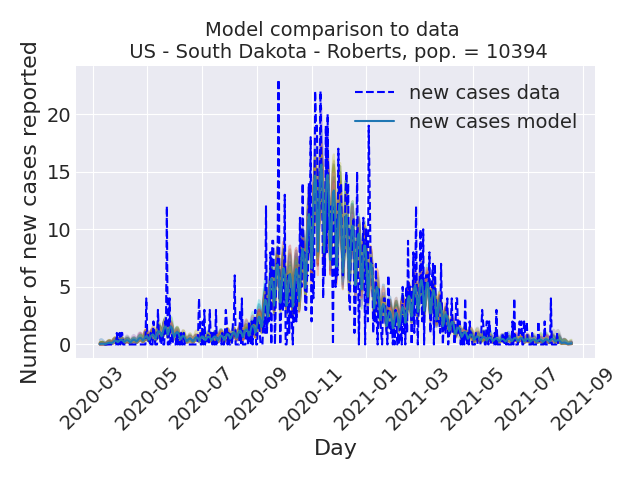 Model comparison to data
US - South Dakota - Roberts, pop. = 10394
Number of new cases reported
20
15
10
5
0
new cases data
new cases model
2020-03
2020-05
2020-07
2020-09
2020-11
2021-01
2021-03
2021-05
2021-07
2021-09
Day